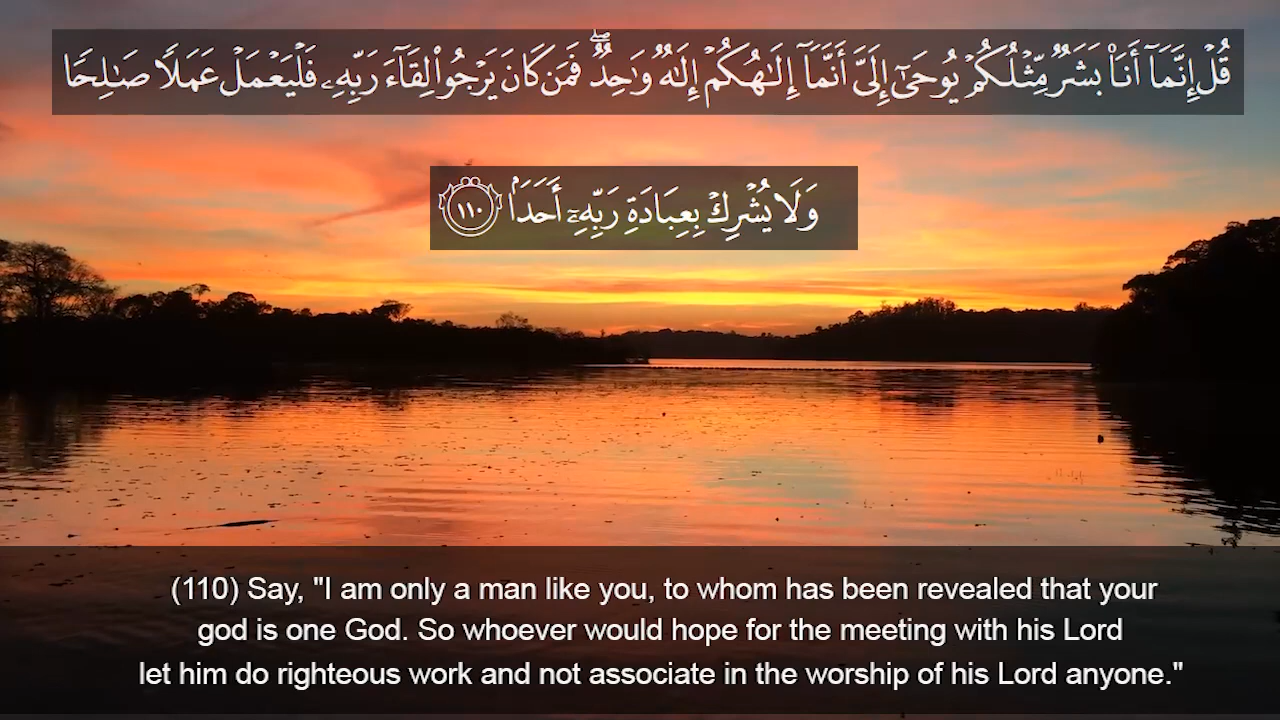 قُلۡ إِنَّمَآ أَنَا۠ بَشَرٞ مِّثۡلُكُمۡ يُوحَىٰٓ إِلَيَّ أَنَّمَآ إِلَٰهُكُمۡ إِلَٰهٞ وَٰحِدٞۖ فَمَن كَانَ يَرۡجُواْ لِقَآءَ رَبِّهِۦ فَلۡيَعۡمَلۡ عَمَلٗا صَٰلِحٗا
وَلَا يُشۡرِكۡ بِعِبَادَةِ رَبِّهِۦٓ أَحَدَۢا ١١٠
(110) Say, "I am only a man like you, to whom has been revealed that your
god is one God. So whoever would hope for the meeting with his Lord
let him do righteous work and not associate in the worship of his Lord anyone."